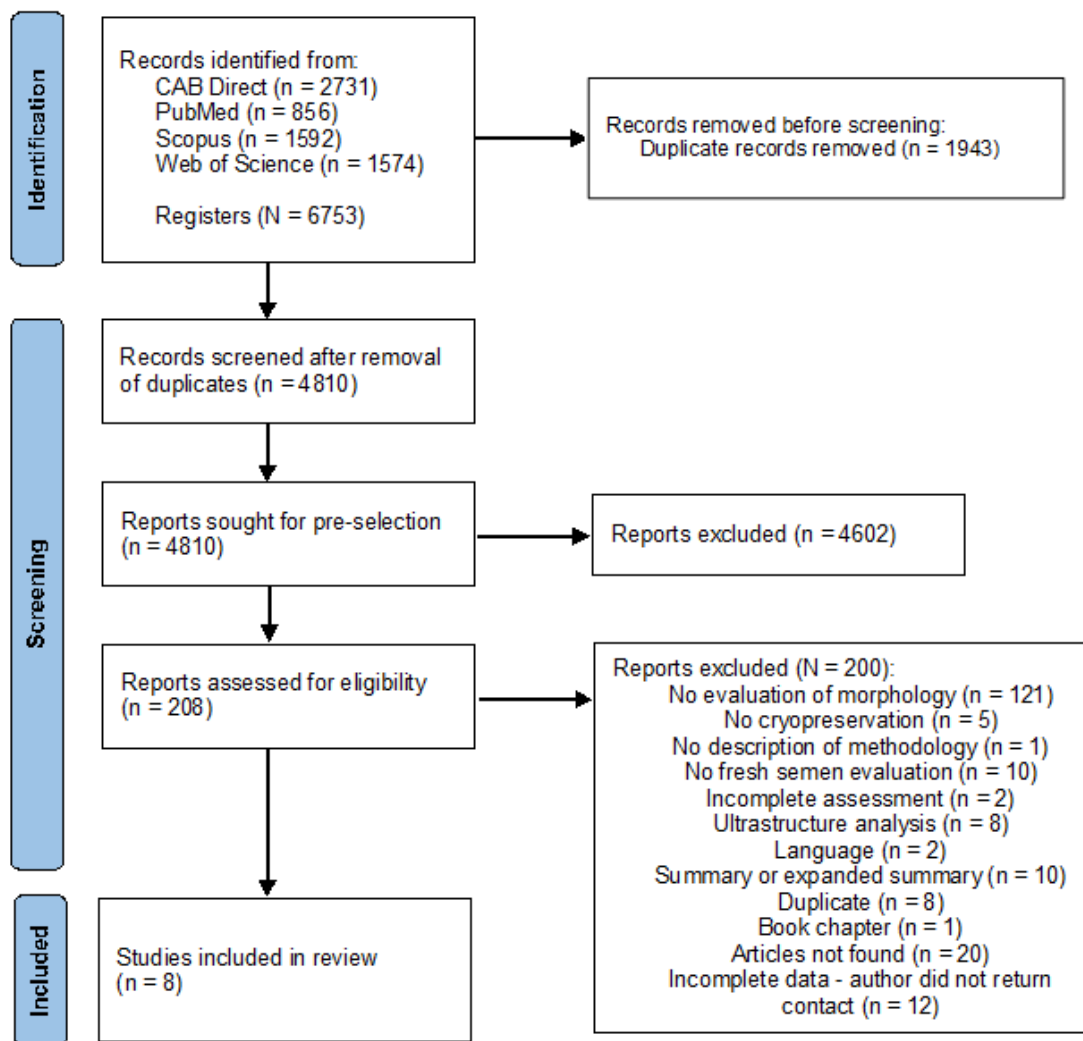 Identification
Records identified from:
CAB Direct (n = 2731)
PubMed (n = 856)
Scopus (n = 1592)
Web of Science (n = 1574)
Registers (N = 6753)
Records removed before screening:
Duplicate records removed (n = 1943)
Screening
Records screened after removal
of duplicates (n = 4810)
Reports sought for pre-selection
(n = 4810)
Reports excluded (n = 4602)
Reports assessed for eligibility
(n = 208)
Reports excluded (N = 200):
No evaluation of morphology (n = 121)
No cryopreservation (n = 5)
No description of methodology (n = 1)
No fresh semen evaluation (n = 10)
Incomplete assessment (n = 2)
Ultrastructure analysis (n = 8)
Language (n = 2)
Summary or expanded summary (n = 10)
Duplicate (n = 8)
Book chapter (n = 1)
Articles not found (n = 20)
Incomplete data - author did not return
contact (n = 12)
Included
Studies included in review
(n = 8)